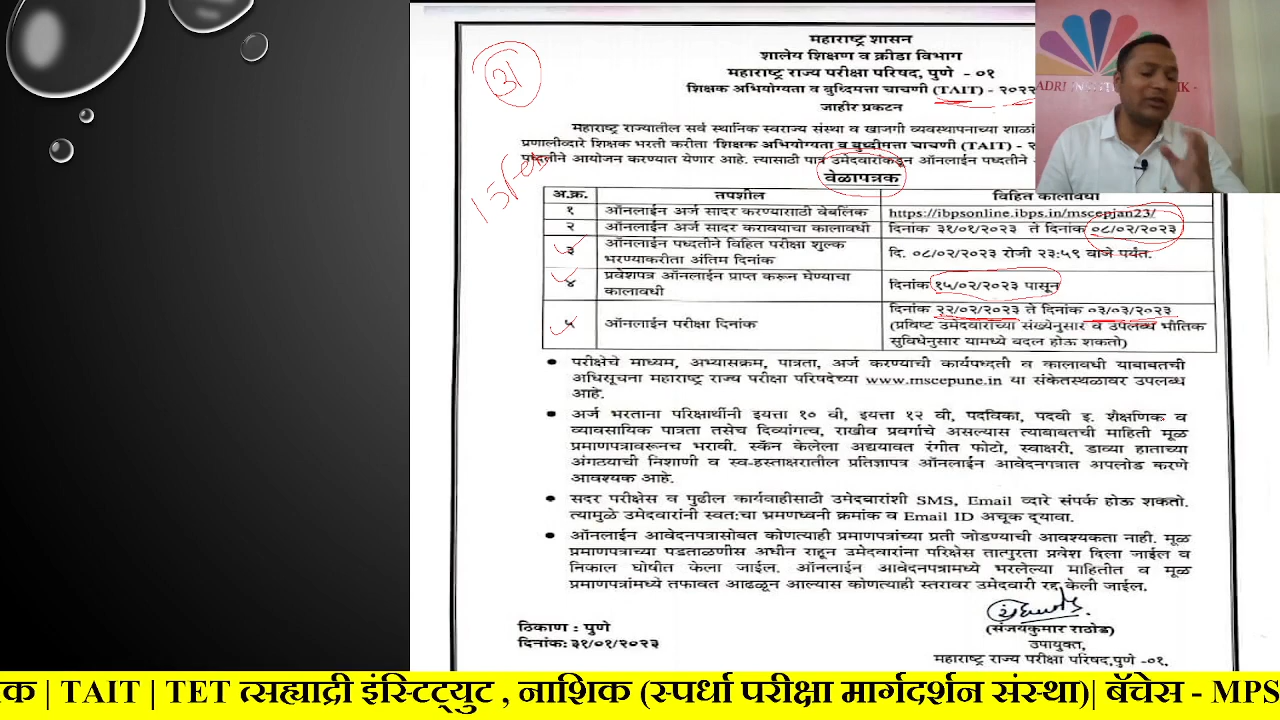 महाराष्ट्र शासन
शालेय शिक्षण व क्रीडा विभाग
महाराष्ट्र राज्य परीक्षा परिषद, पुणे - ०१
शिक्षक अभियोग्यता व बुध्दिमत्ता चाचणी (TAIT) - २०२२
जाहीर प्रकटन
महाराष्ट्र राज्यातील सर्व स्थानिक स्वराज्य संस्था व खाजगी व्यवस्थापनाच्या शाळां
प्रणालीव्दारे शिक्षक भरती करीता 'शिक्षक अभियोग्यता व बुध्दीमत्ता चाचणी (TAIT) -
पध्दतीने आयोजन करण्यात येणार आहे. त्यासाठी पात्र उमेदवारांकडून ऑनलाईन पध्दतीने
वेळापत्रक
अ.क्र. तपशील विहित कालावधी
१ ऑनलाईन अर्ज सादर करण्यासाठी वेबलिंक https://ibpsonline.ibps.in/mscepjan23/
२ ऑनलाईन अर्ज सादर करावयाचा कालावधी दिनांक ३१/०१/२०२३ ते दिनांक ०८/०२/२०२३
३ ऑनलाईन पध्दतीने विहित परीक्षा शुल्क भरण्याकरीता अंतिम दिनांक दि. ०८/०२/२०२३ रोजी २३:५९ वाजे पर्यंत.
४ प्रवेशपत्र ऑनलाईन प्राप्त करून घेण्याचा कालावधी दिनांक १५/०२/२०२३ पासून
५ ऑनलाईन परीक्षा दिनांक दिनांक २२/०२/२०२३ ते दिनांक ०३/०३/२०२३
(प्रविष्ट उमेदवारांच्या संख्येनुसार व उपलब्ध भौतिक
सुविधेनुसार यामध्ये बदल होऊ शकतो)
● परीक्षेचे माध्यम, अभ्यासक्रम, पात्रता, अर्ज करण्याची कार्यपध्दती व कालावधी याबाबतची
अधिसूचना महाराष्ट्र राज्य परीक्षा परिषदेच्या www.mscepune.in या संकेतस्थळावर उपलब्ध
आहे.
● अर्ज भरताना परिक्षार्थीनी इयत्ता १० वी, इयत्ता १२ वी, पदविका, पदवी इ. शैक्षणिक व
व्यावसायिक पात्रता तसेच दिव्यांगत्व, राखीव प्रवर्गाचे असल्यास त्याबाबतची माहिती मूळ
प्रमाणपत्रावरूनच भरावी. स्कॅन केलेला अद्ययावत रंगीत फोटो, स्वाक्षरी, डाव्या हाताच्या
अंगठयाची निशाणी व स्व-हस्ताक्षरातील प्रतिज्ञापत्र ऑनलाईन आवेदनपत्रात अपलोड करणे
आवश्यक आहे.
● सदर परीक्षेस व पुढील कार्यवाहीसाठी उमेदवारांशी SMS, Email व्दारे संपर्क होऊ शकतो.
त्यामुळे उमेदवारांनी स्वत:चा भ्रमणध्वनी क्रमांक व Email ID अचूक द्यावा.
● ऑनलाईन आवेदनपत्रासोबत कोणत्याही प्रमाणपत्रांच्या प्रती जोडण्याची आवश्यकता नाही. मूळ
प्रमाणपत्राच्या पडताळणीस अधीन राहून उमेदवारांना परिक्षेस तात्पुरता प्रवेश दिला जाईल व
निकाल घोषीत केला जाईल. ऑनलाईन आवेदनपत्रामध्ये भरलेल्या माहितीत व मूळ
प्रमाणपत्रांमध्ये तफावत आढळून आल्यास कोणत्याही स्तरावर उमेदवारी रद्द केली जाईल.
ठिकाण : पुणे
दिनांक: ३१/०१/२०२३
(संजयकुमार राठोड)
उपायुक्त,
महाराष्ट्र राज्य परीक्षा परिषद,पुणे -०१.
क | TAIT | TET त्सह्याद्री इंस्टिट्युट , नाशिक (स्पर्धा परीक्षा मार्गदर्शन संस्था)| बॅचेस - MPS